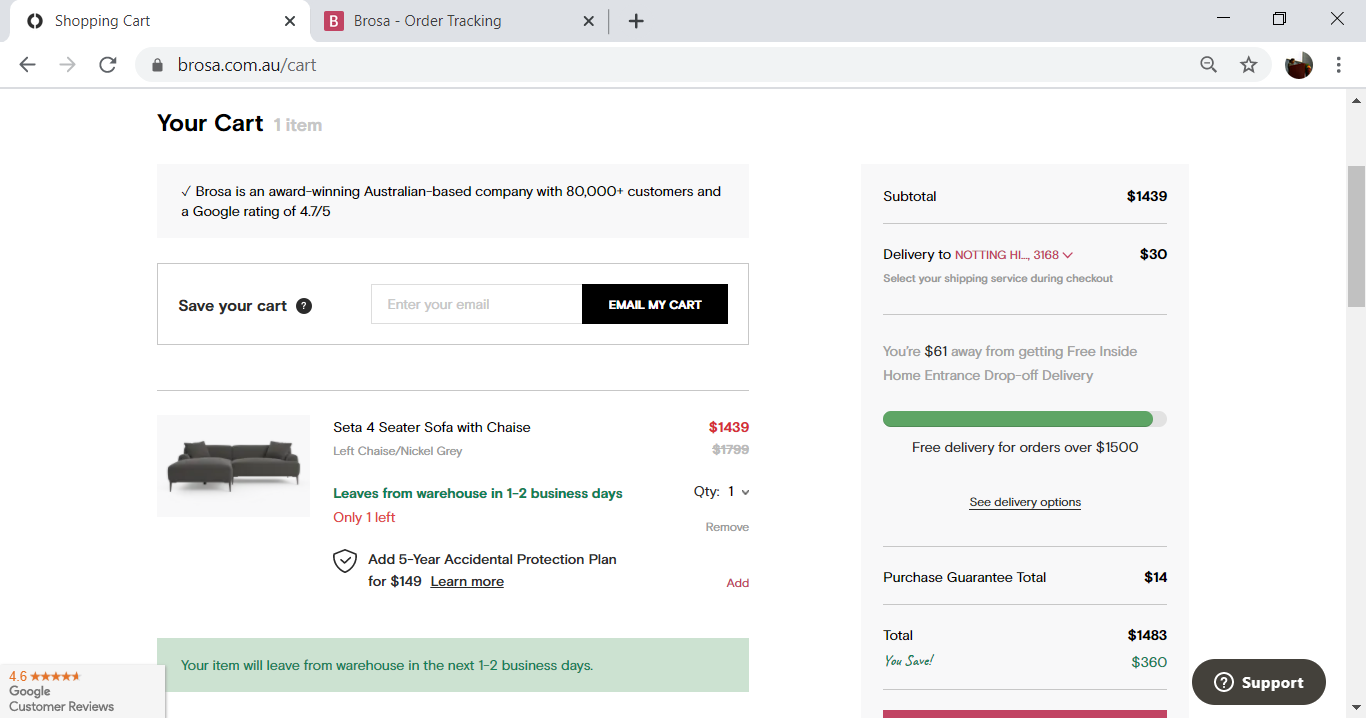 Shopping Cart
B Brosa - Order Tracking
brosa.com.au/cart
Your Cart 1 item
✓ Brosa is an award-winning Australian-based company with 80,000+ customers and
a Google rating of 4.7/5
Save your cart ?
Enter your email
EMAIL MY CART
Seta 4 Seater Sofa with Chaise
$1439
Left Chaise/Nickel Grey
$1799
Leaves from warehouse in 1-2 business days
Qty: 1
Only 1 left
Remove
Add 5-Year Accidental Protection Plan
for $149 Learn more
Add
Your item will leave from warehouse in the next 1-2 business days.
4.6
Google
Customer Reviews
Subtotal $1439
Delivery to NOTTING HI..., 3168 $30
Select your shipping service during checkout
You're $61 away from getting Free Inside
Home Entrance Drop-off Delivery
Free delivery for orders over $1500
See delivery options
Purchase Guarantee Total $14
Total $1483
You Save! $360
? Support